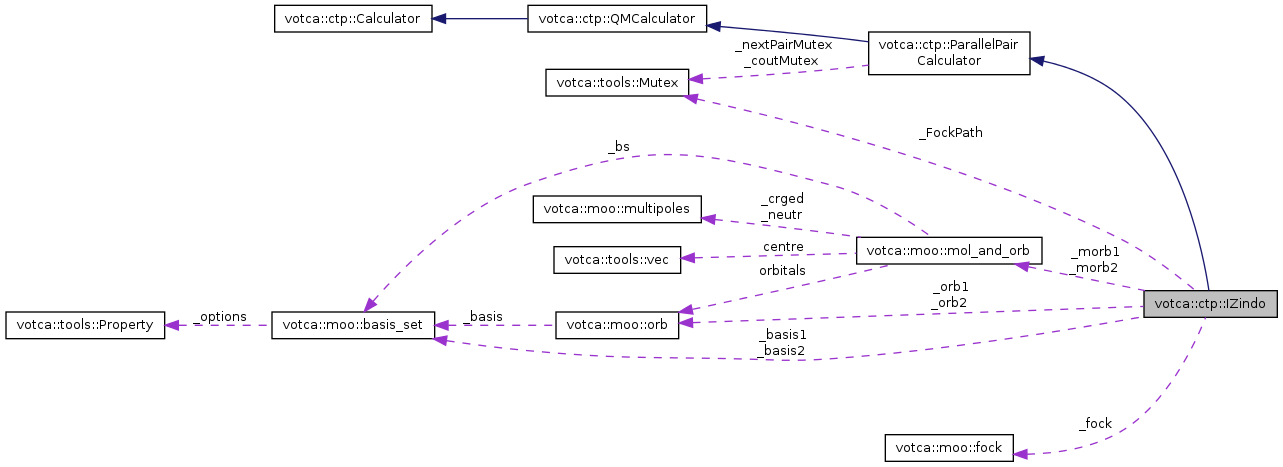 votca::ctp::Calculator
votca::ctp::QMCalculator
votca::ctp::ParallelPair
Calculator
_nextPairMutex
_coutMutex
votca::tools::Mutex
_FockPath
_bs
votca::moo::multipoles
_crged
_neutr
votca::moo::mol_and_orb
centre
votca::tools::vec
orbitals
_morb1
_morb2
votca::ctp::IZindo
_orb1
_orb2
votca::tools::Property
_options
votca::moo::basis_set
_basis
votca::moo::orb
_basis1
_basis2
_fock
votca::moo::fock